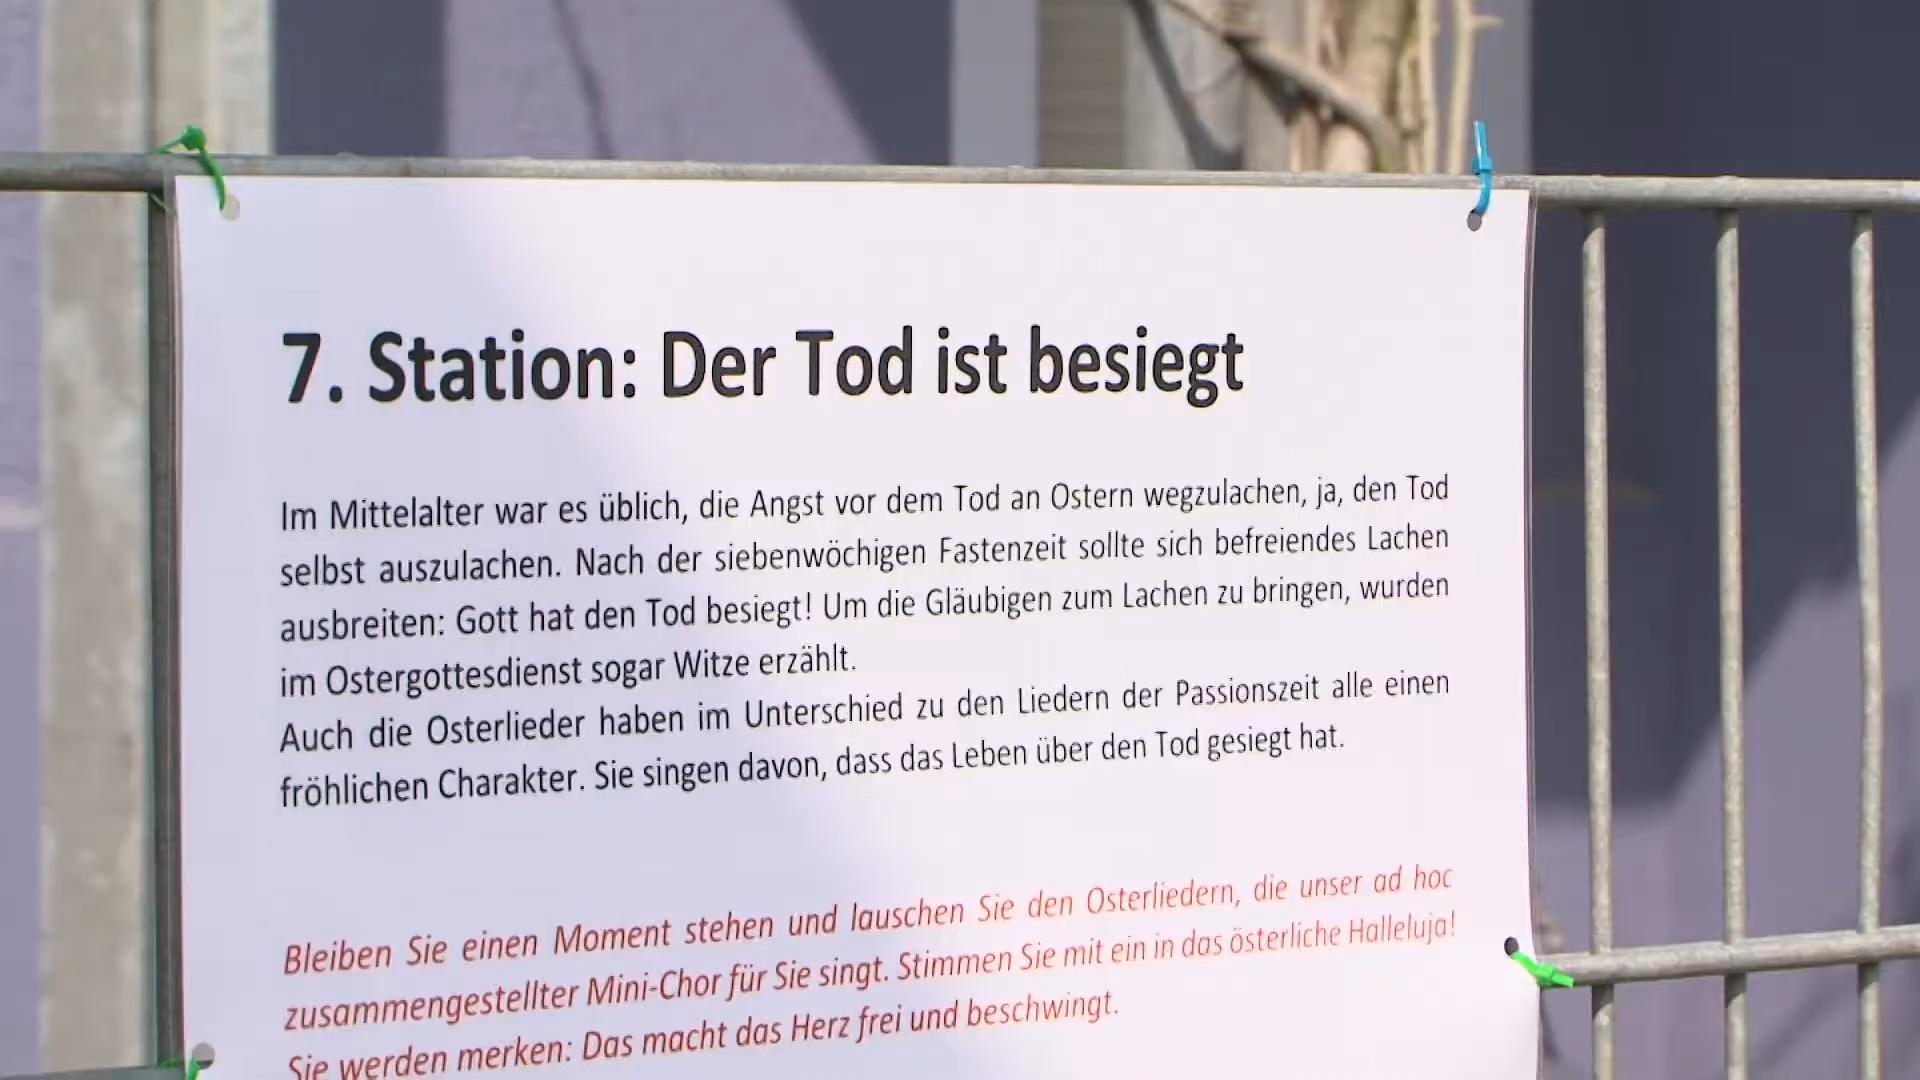 7. Station: Der Tod ist besiegt
Im Mittelalter war es üblich, die Angst vor dem Tod an Ostern wegzulachen, ja, den Tod
selbst auszulachen. Nach der siebenwöchigen Fastenzeit sollte sich befreiendes Lachen
ausbreiten: Gott hat den Tod besiegt! Um die Gläubigen zum Lachen zu bringen, wurden
im Ostergottesdienst sogar Witze erzählt.
Auch die Osterlieder haben im Unterschied zu den Liedern der Passionszeit alle einen
fröhlichen Charakter. Sie singen davon, dass das Leben über den Tod gesiegt hat.
Bleiben Sie einen Moment stehen und lauschen Sie den Osterliedern, die unser ad hoc
zusammengestellter Mini-Chor für Sie singt. Stimmen Sie mit ein in das österliche Halleluja!
Sie werden merken: Das macht das Herz frei und beschwingt.